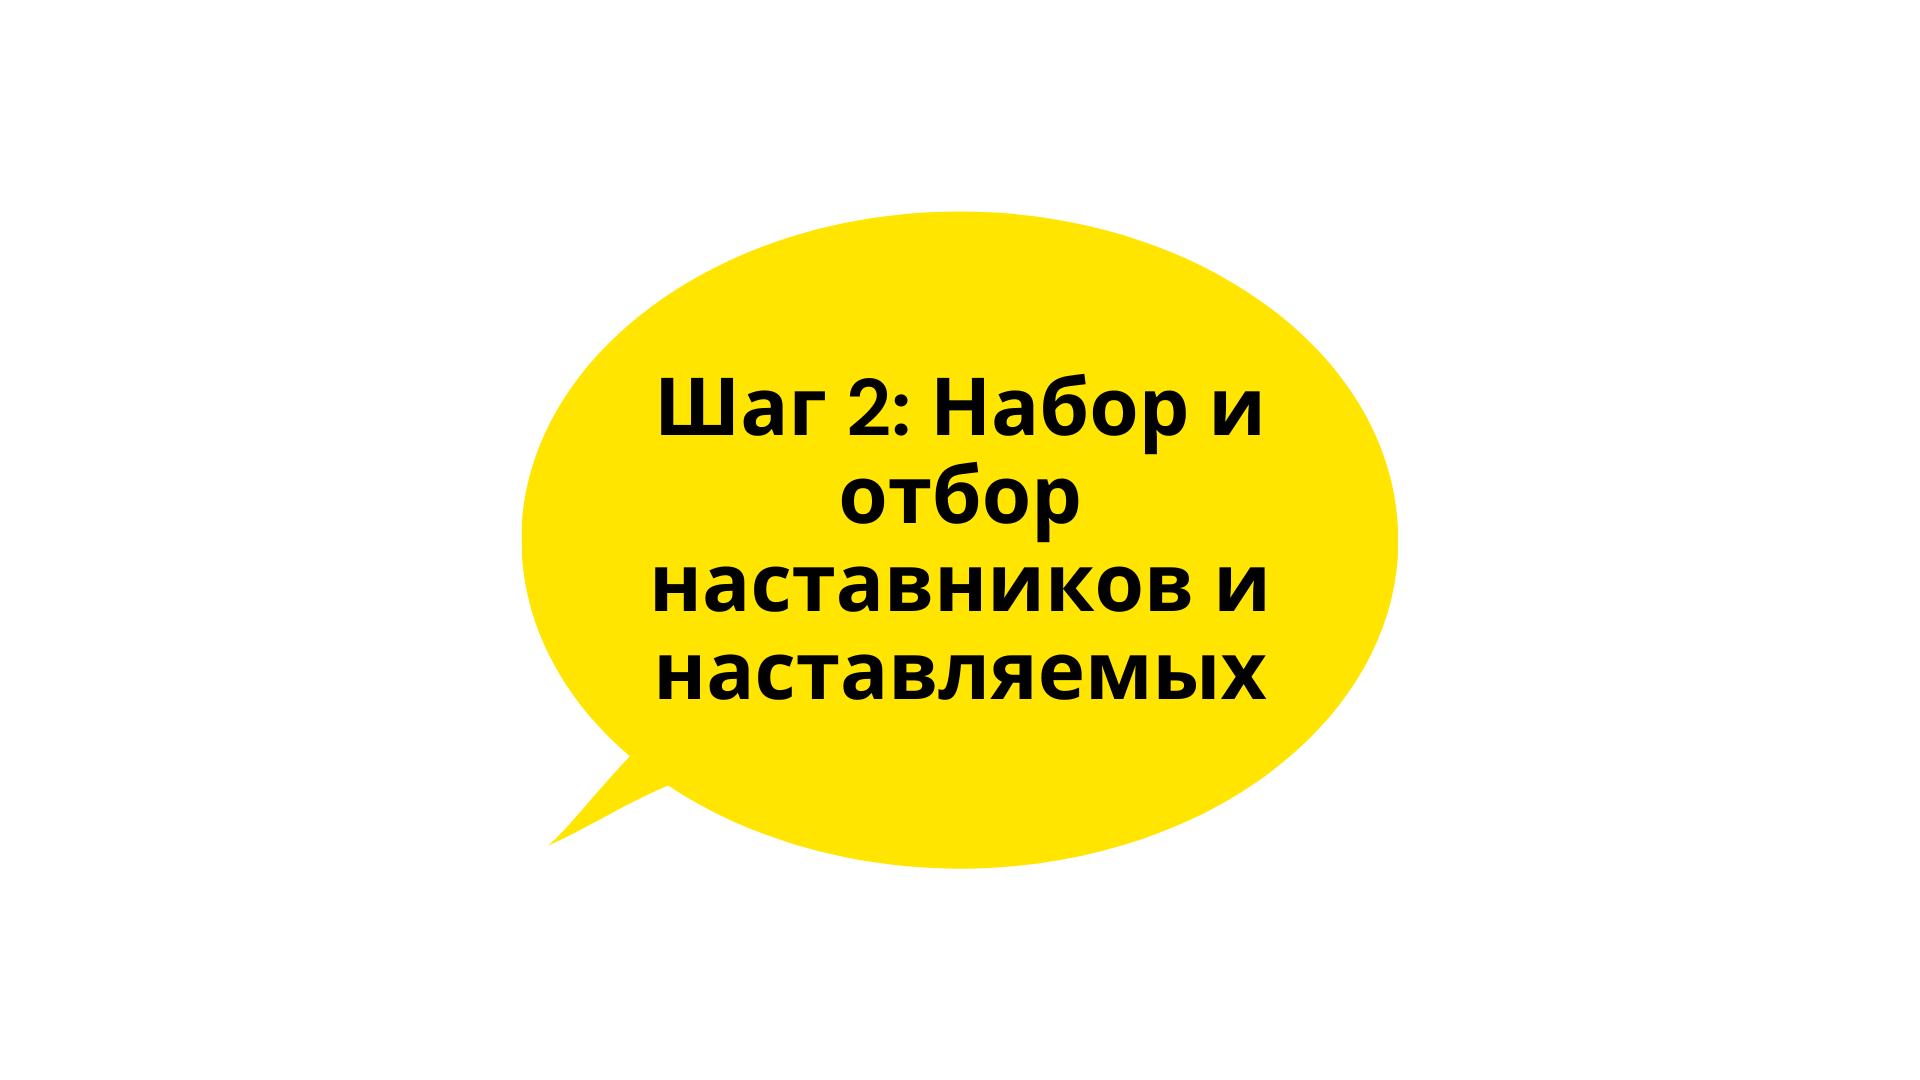 Шаг 2: Набор и
отбор
наставников и
наставляемых